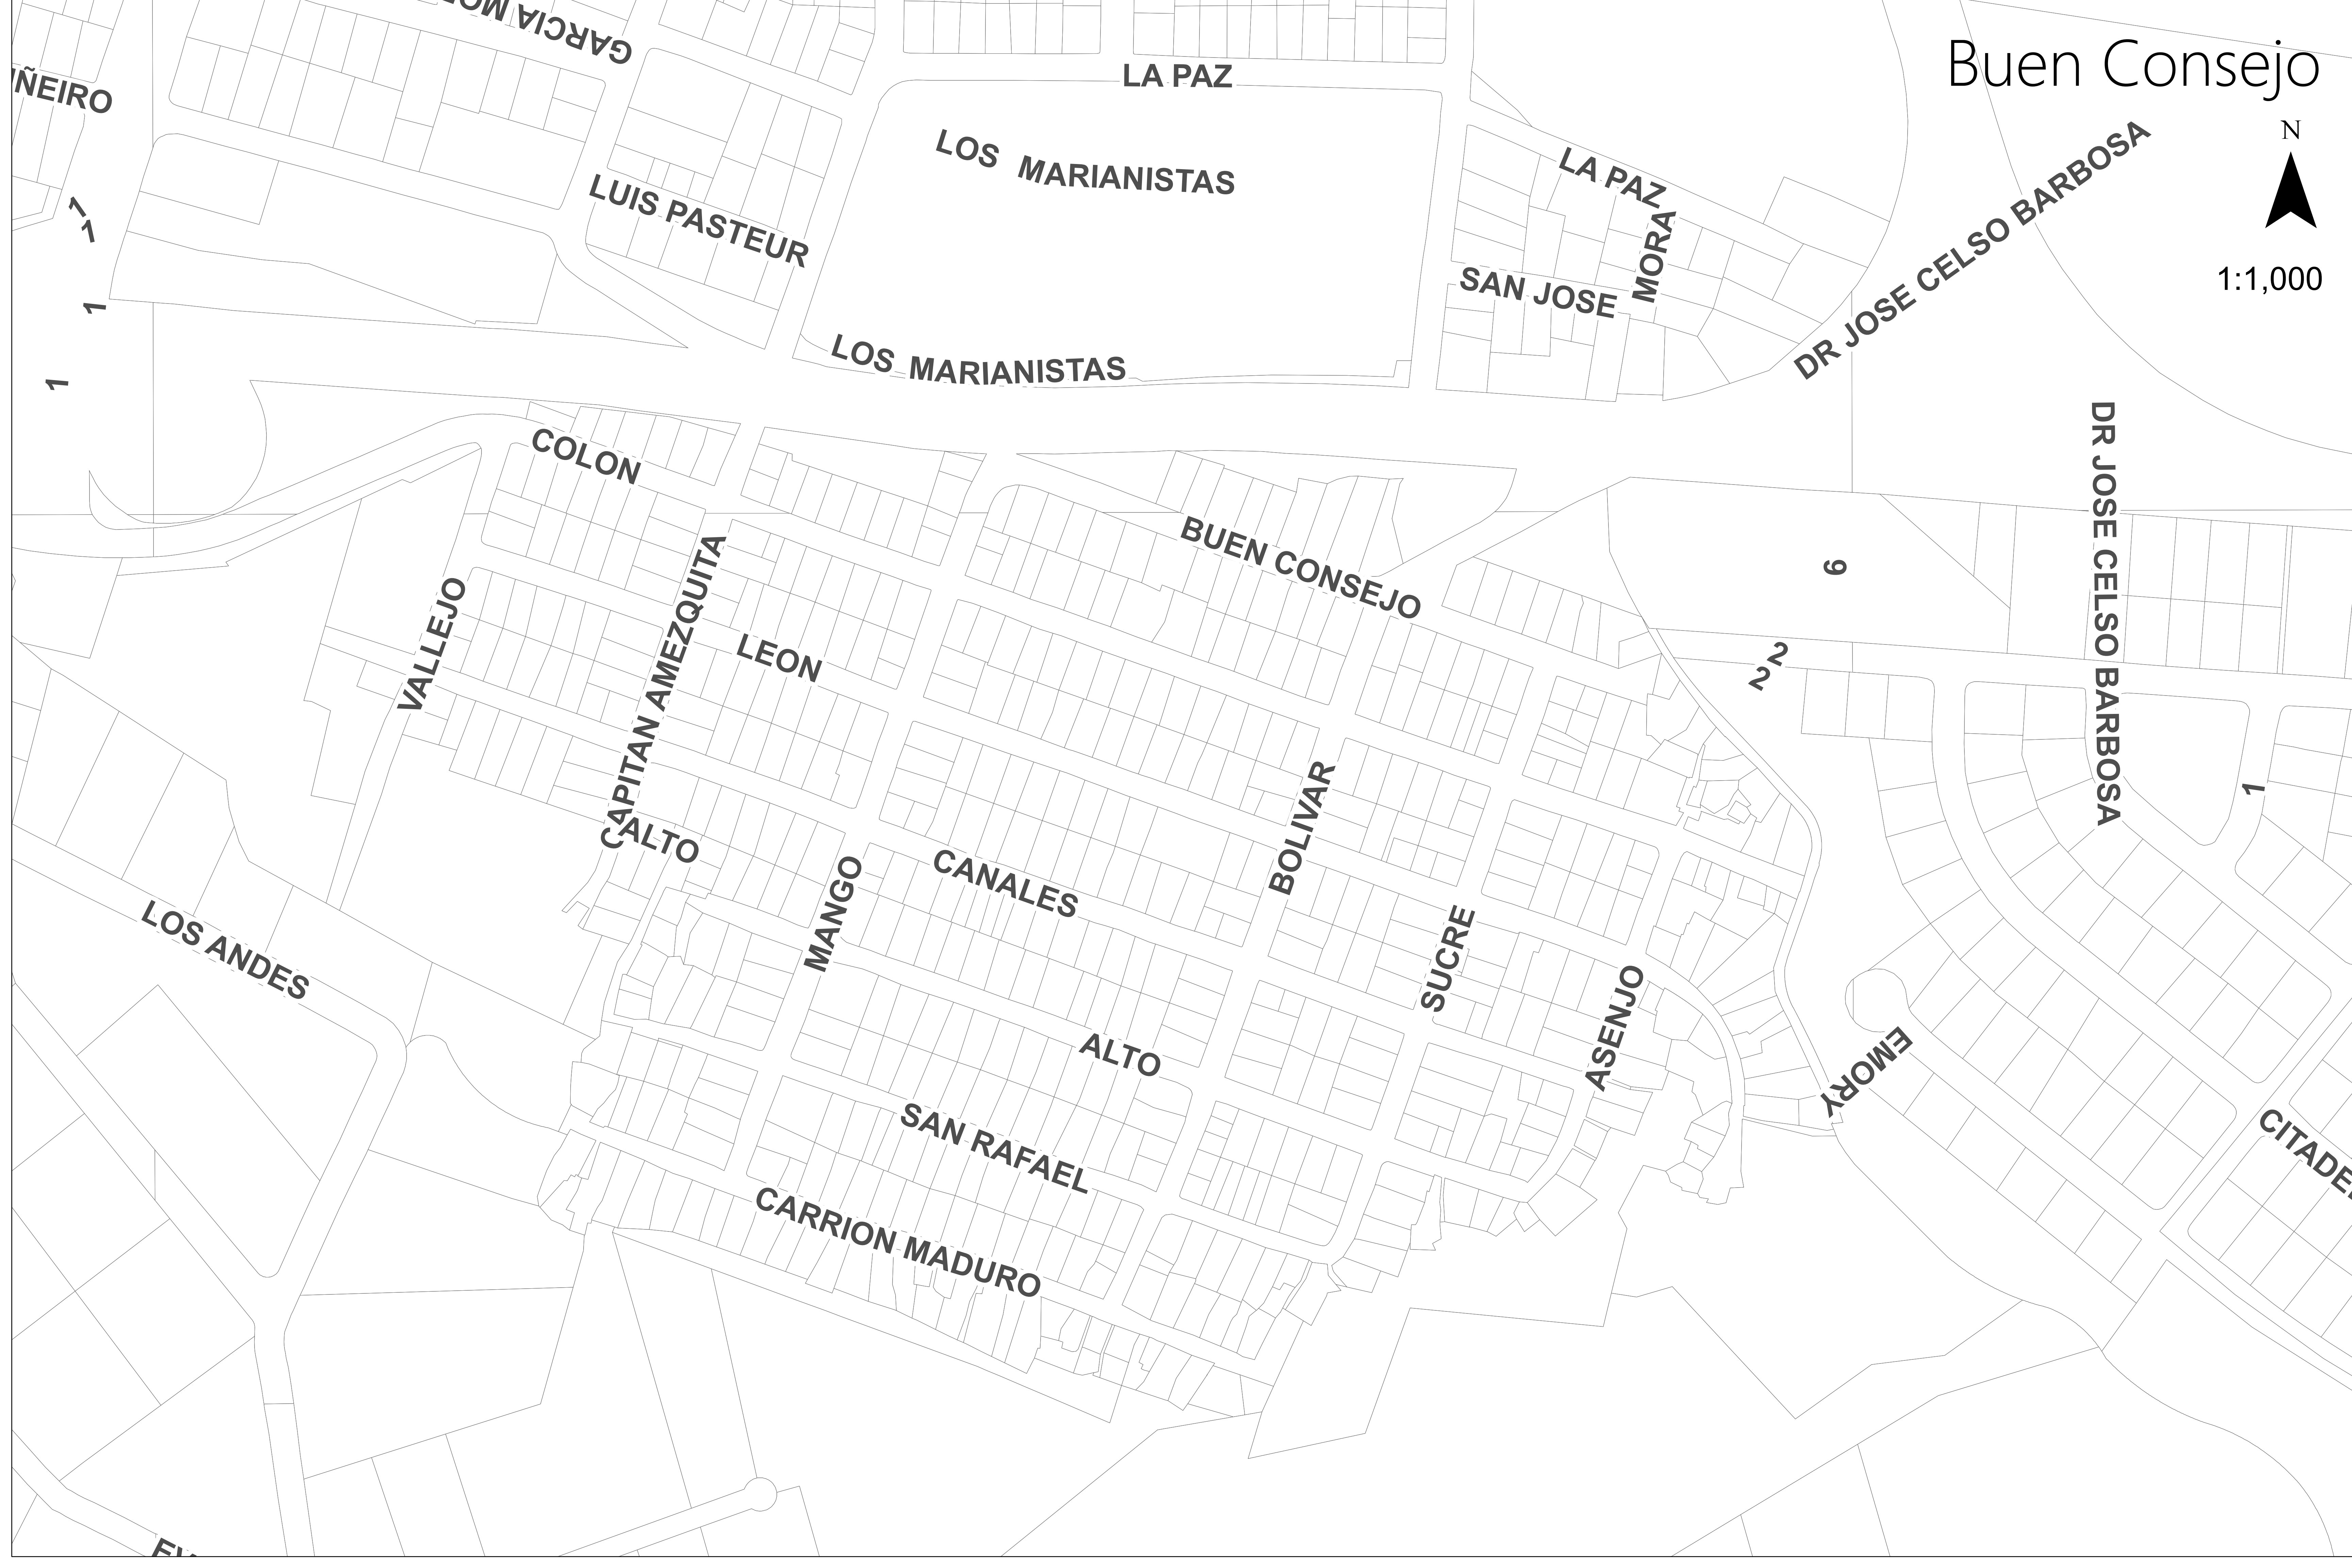 GARCIA
LA PAZ
Buen Consejo
N
1:1,000
LOS MARIANISTAS
LA PAZ
DR JOSE CELSO BARBOSA
LUIS PASTEUR
MORA
SAN JOSE
1
1
1
1
LOS MARIANISTAS
DR JOSE CELSO BARBOSA
COLON
BUEN CONSEJO
9
VALLEJO
CAPITAN AMEZQUITA
LEON
2
2
1
BOLIVAR
ALTO
CANALES
MANGO
LOS ANDES
SUCRE
ASENJO
ALTO
EMORY
SAN RAFAEL
CITADE
CARRION MADURO